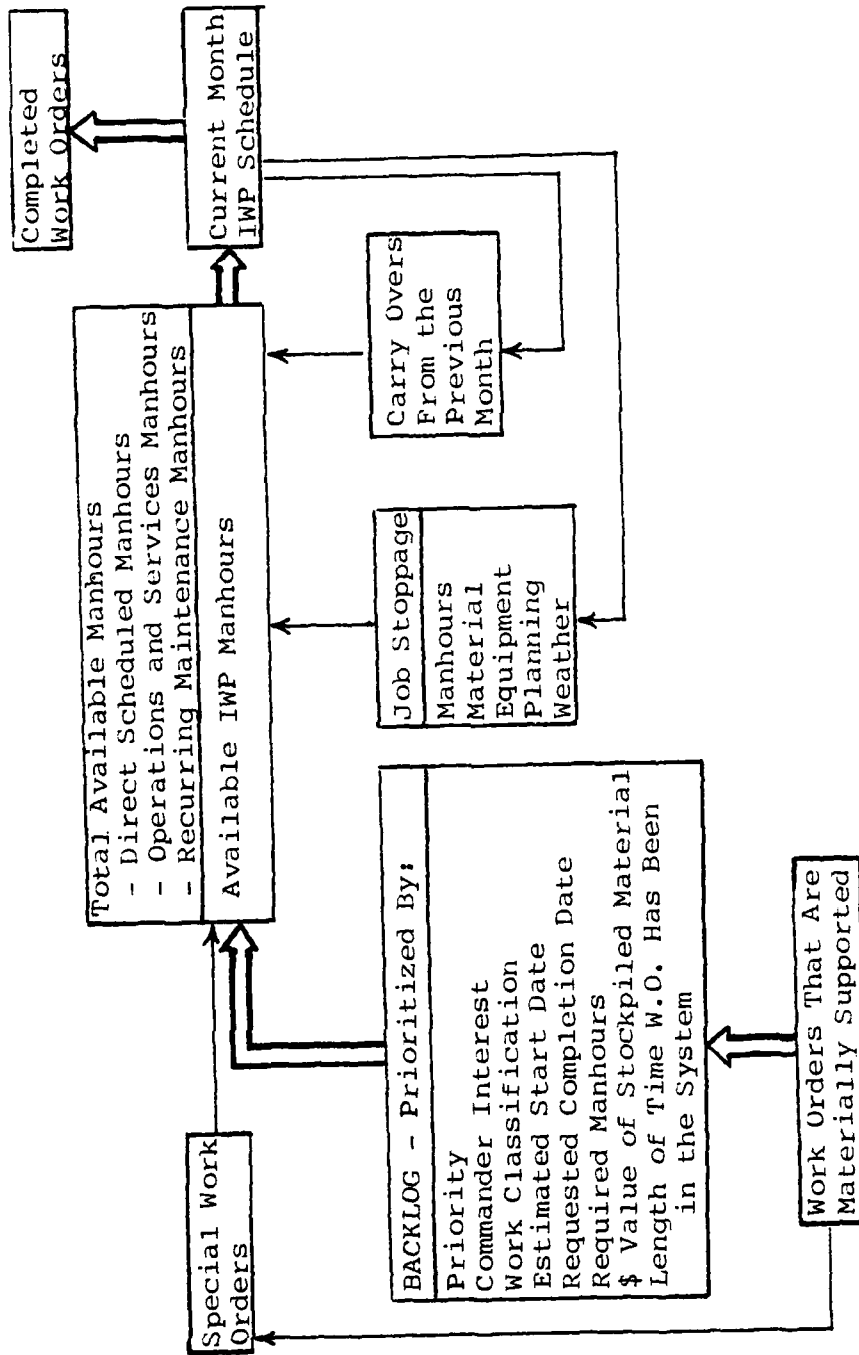 Completed
Work Orders
Current Month
IWP Schedule
Total Available Manhours
- Direct Scheduled Manhours
- Operations and Services Manhours
- Recurring Maintenance Manhours
Available IWP Manhours
Carry Overs
From the
Previous
Month
Job Stoppage
Manhours
Material
Equipment
Planning
Weather
Special Work
Orders
BACKLOG - Prioritized By:
Priority
Commander Interest
Work Classification
Estimated Start Date
Requested Completion Date
Required Manhours
$ Value of Stockpiled Material
Length of Time W.O. Has Been
in the System
Work Orders That Are
Materially Supported